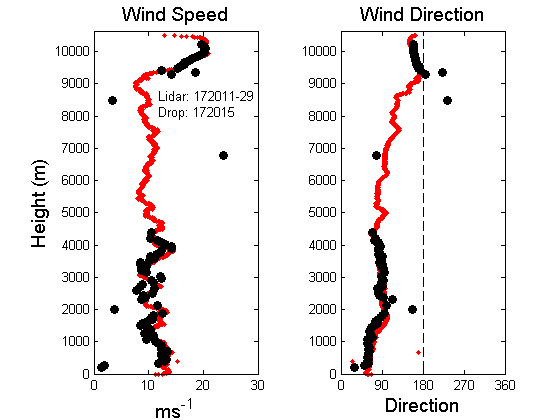 Wind Speed
Wind Direction
10000
9000
8000
7000
6000
5000
4000
3000
2000
1000
0
Height (m)
Lidar: 172011-29
Drop: 172015
0 10 20 30
ms-1
10000
9000
8000
7000
6000
5000
4000
3000
2000
1000
0
0 90 180 270 360
Direction